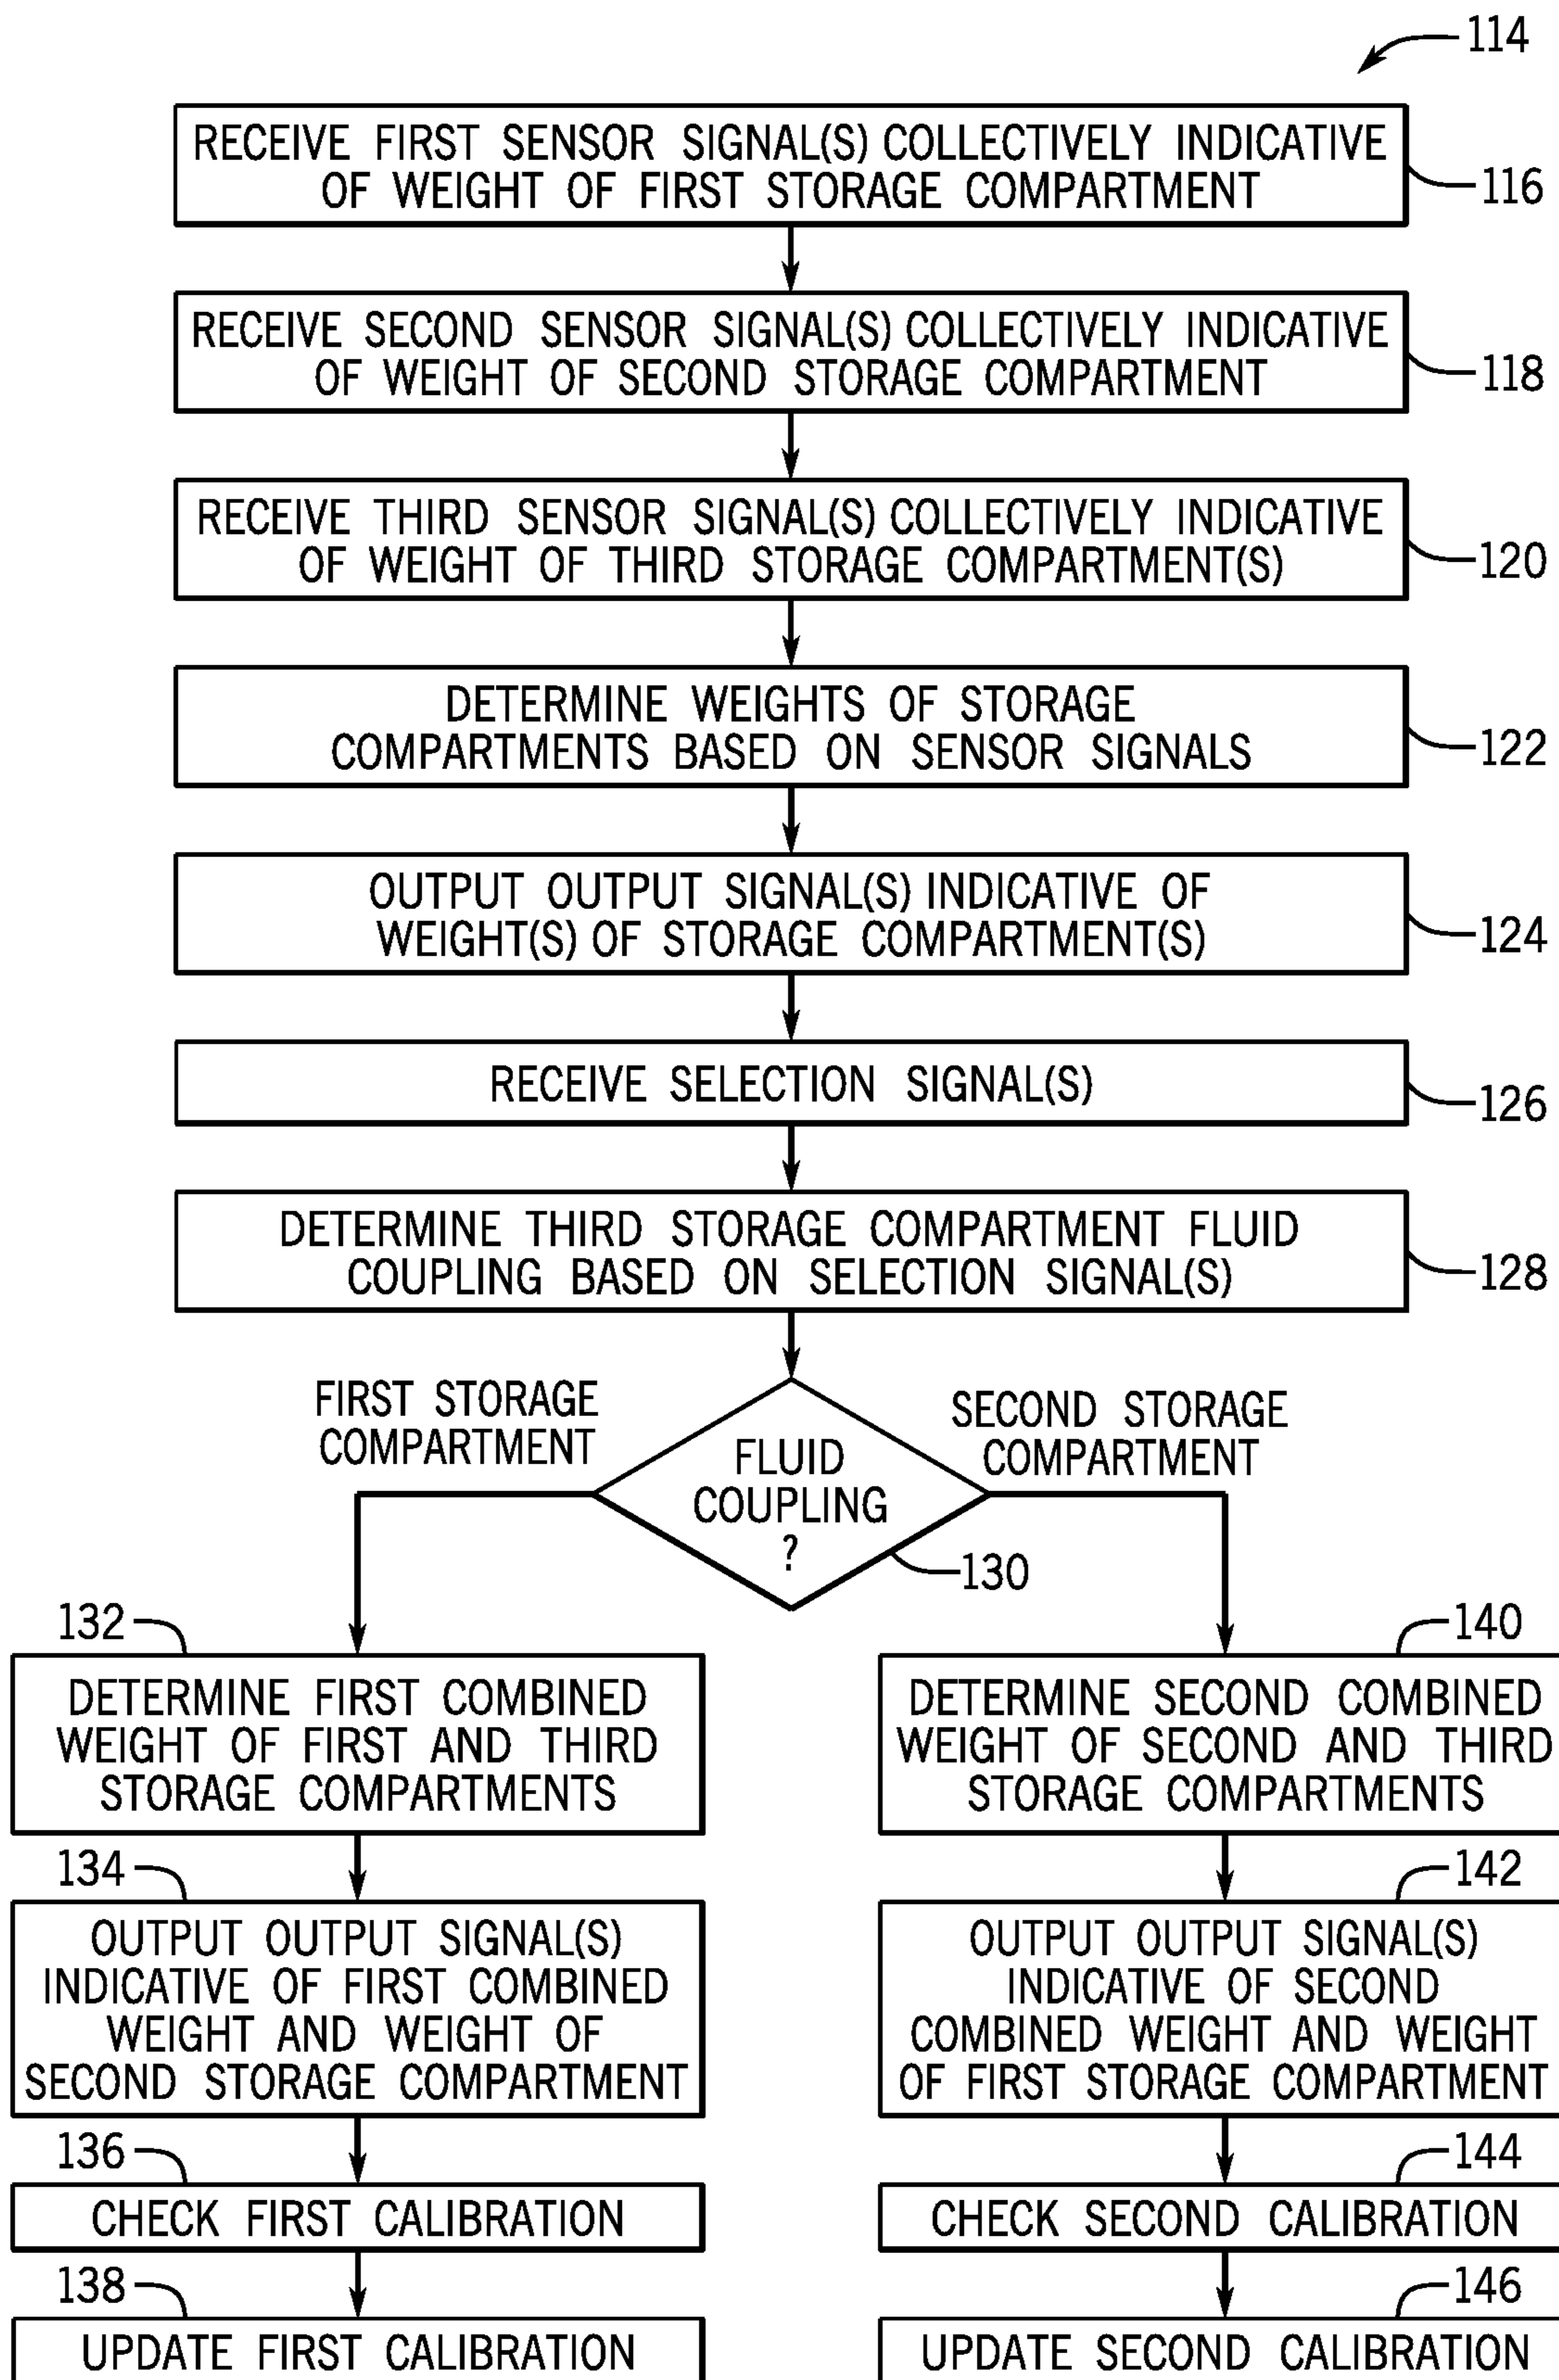 114
RECEIVE FIRST SENSOR SIGNAL(S) COLLECTIVELY INDICATIVE
OF WEIGHT OF FIRST STORAGE COMPARTMENT
116
RECEIVE SECOND SENSOR SIGNAL(S) COLLECTIVELY INDICATIVE
OF WEIGHT OF SECOND STORAGE COMPARTMENT
118
RECEIVE THIRD SENSOR SIGNAL(S) COLLECTIVELY INDICATIVE
OF WEIGHT OF THIRD STORAGE COMPARTMENT(S)
120
DETERMINE WEIGHTS OF STORAGE
COMPARTMENTS BASED ON SENSOR SIGNALS
122
OUTPUT OUTPUT SIGNAL(S) INDICATIVE OF
WEIGHT(S) OF STORAGE COMPARTMENT(S)
124
RECEIVE SELECTION SIGNAL(S)
126
DETERMINE THIRD STORAGE COMPARTMENT FLUID
COUPLING BASED ON SELECTION SIGNAL(S)
128
FIRST STORAGE
COMPARTMENT
SECOND STORAGE
COMPARTMENT
FLUID
COUPLING
?
130
132
DETERMINE FIRST COMBINED
WEIGHT OF FIRST AND THIRD
STORAGE COMPARTMENTS
134
OUTPUT OUTPUT SIGNAL(S)
INDICATIVE OF FIRST COMBINED
WEIGHT AND WEIGHT OF
SECOND STORAGE COMPARTMENT
136
CHECK FIRST CALIBRATION
138
UPDATE FIRST CALIBRATION
140
DETERMINE SECOND COMBINED
WEIGHT OF SECOND AND THIRD
STORAGE COMPARTMENTS
142
OUTPUT OUTPUT SIGNAL(S)
INDICATIVE OF SECOND
COMBINED WEIGHT AND WEIGHT
OF FIRST STORAGE COMPARTMENT
144
CHECK SECOND CALIBRATION
146
UPDATE SECOND CALIBRATION